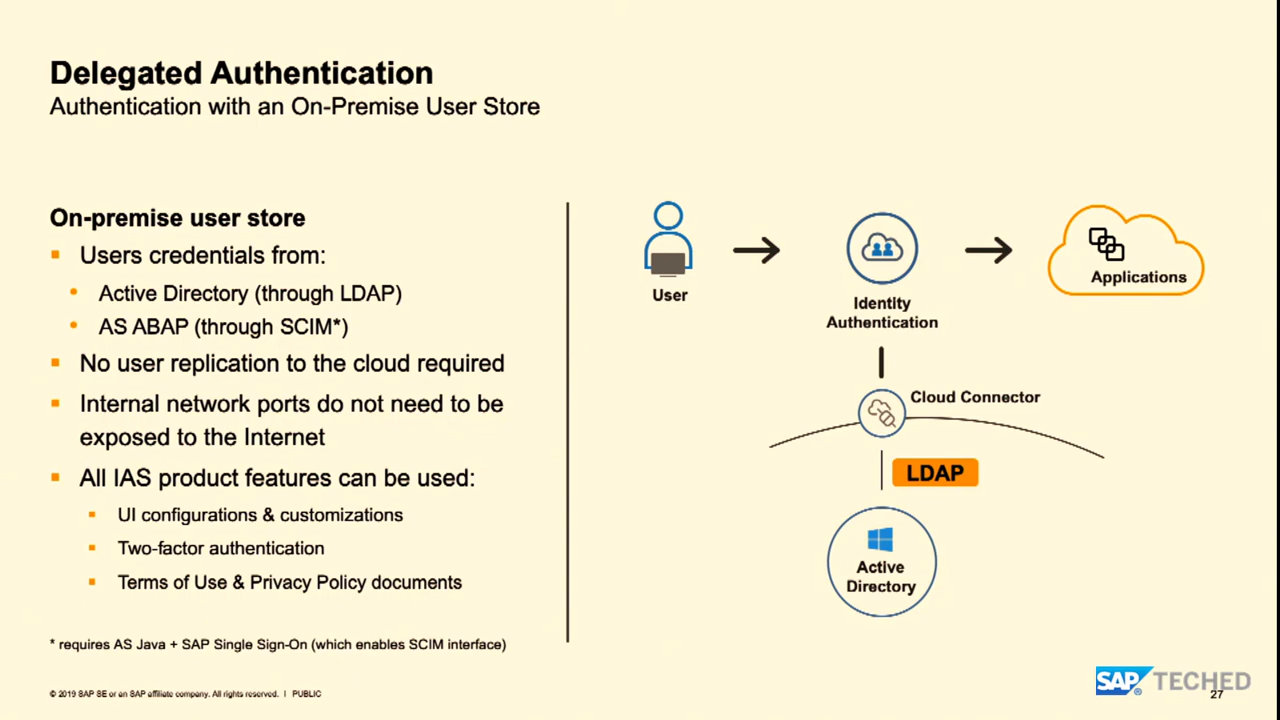 Delegated Authentication
Authentication with an On-Premise User Store
On-premise user store
Users credentials from:
Active Directory (through LDAP)
AS ABAP (through SCIM*)
No user replication to the cloud required
Internal network ports do not need to be
exposed to the Internet
All IAS product features can be used:
UI configurations & customizations
Two-factor authentication
Terms of Use & Privacy Policy documents
* requires AS Java + SAP Single Sign-On (which enables SCIM interface)
User
Identity
Authentication
Applications
Cloud Connector
LDAP
Active
Directory
© 2019 SAP SE or an SAP affiliate company. All rights reserved. | PUBLIC
SAP® TECHED
27